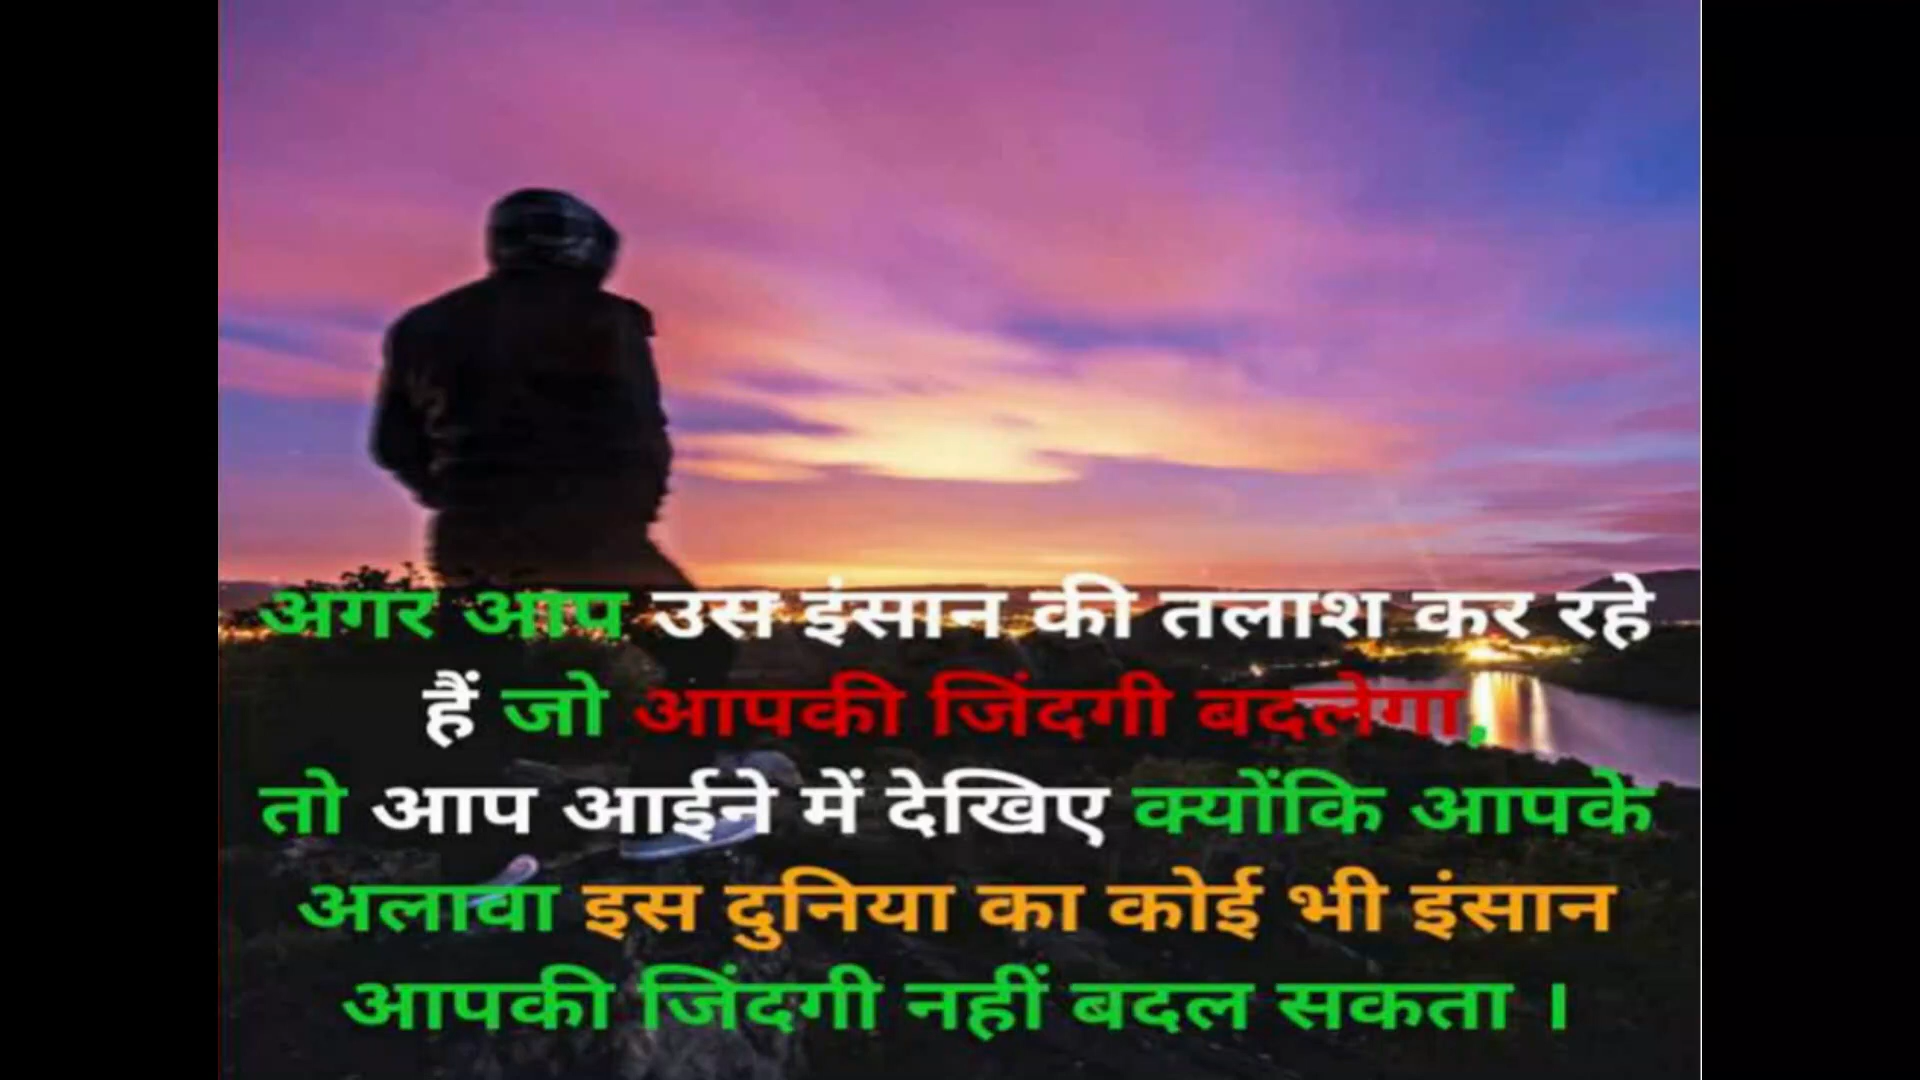 अगर आप उस इंसान की तलाश कर रहे
हैं जो आपकी जिंदगी बदलेगा,
तो आप आईने में देखिए क्योंकि आपके
अलावा इस दुनिया का कोई भी इंसान
आपकी जिंदगी नहीं बदल सकता ।